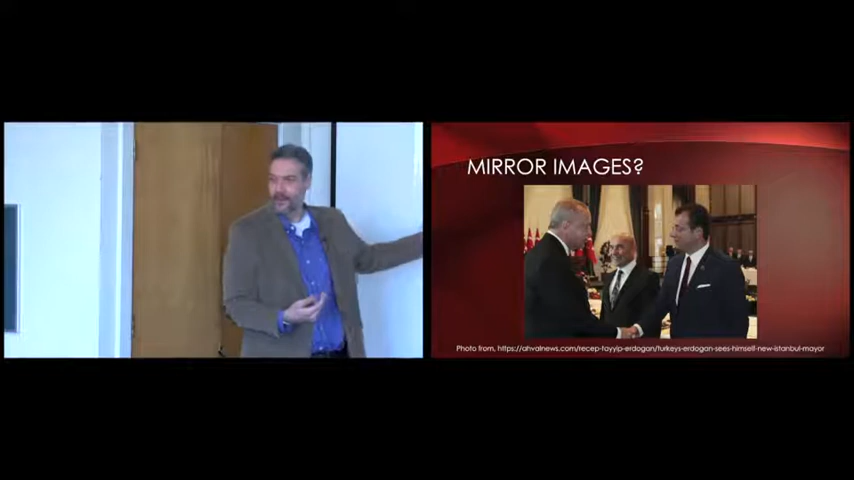 MIRROR IMAGES?
Photo from, https://ahvalnews.com/recep-tayyip-erdogan/turkeys-erdogan-sees-himself-new-istanbul-mayor